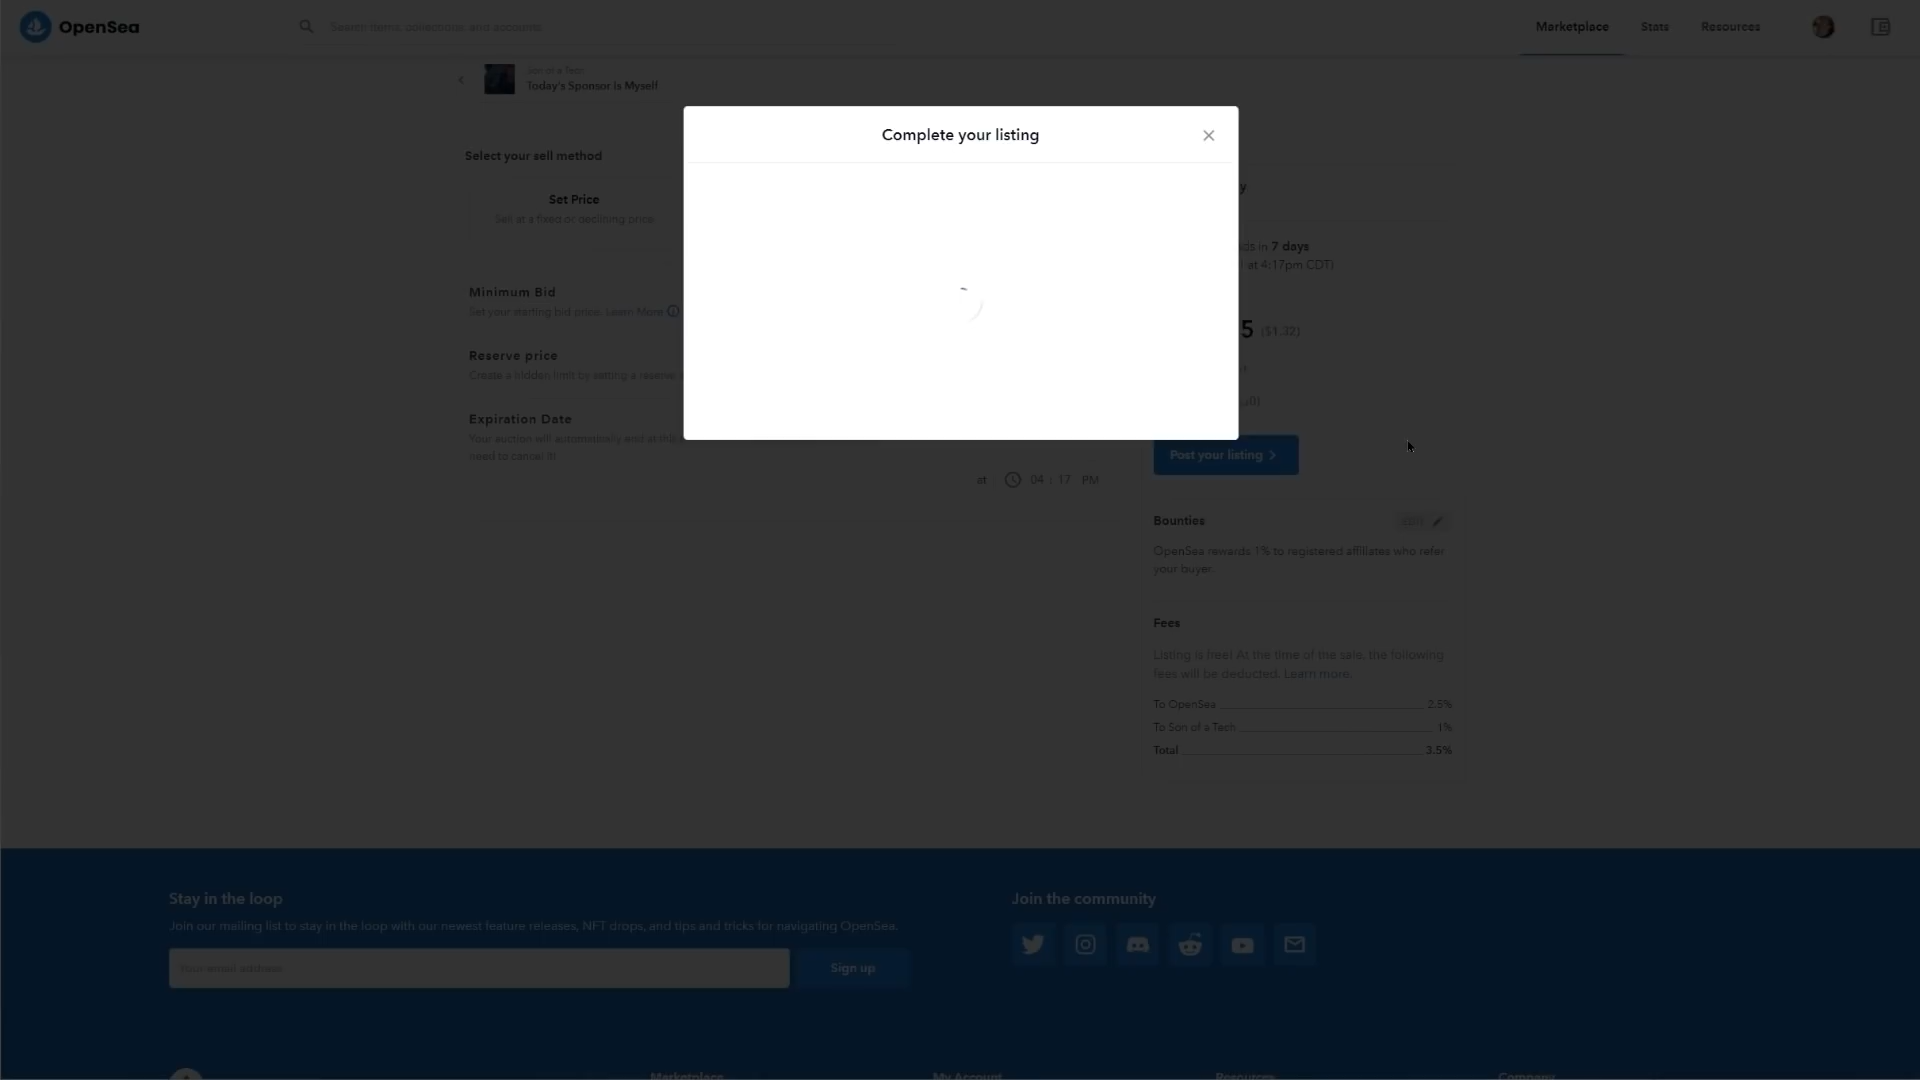 OpenSea
Search items, collections, and accounts
Marketplace
Stats
Resources
Son of a Tech
Today's Sponsor Is Myself
Complete your listing
Select your sell method
Set Price
Sell at a fixed or declining price
y
ds in 7 days
at 4:17pm CDT)
Minimum Bid
Set your starting bid price. Learn More
5 ($1.32)
Reserve price
Create a hidden limit by setting a reserve
Expiration Date
Your auction will automatically end at this
need to cancel it!
Post your listing
at 04 : 17 PM
Bounties
EDIT
OpenSea rewards 1% to registered affiliates who refer
your buyer.
Fees
Listing is free! At the time of the sale, the following
fees will be deducted. Learn more.
To OpenSea 2.5%
To Son of a Tech 1%
Total 3.5%
Stay in the loop
Join our mailing list to stay in the loop with our newest feature releases, NFT drops, and tips and tricks for navigating OpenSea.
Your email address
Sign up
Join the community
Marketplace
My Account
Resources
Company